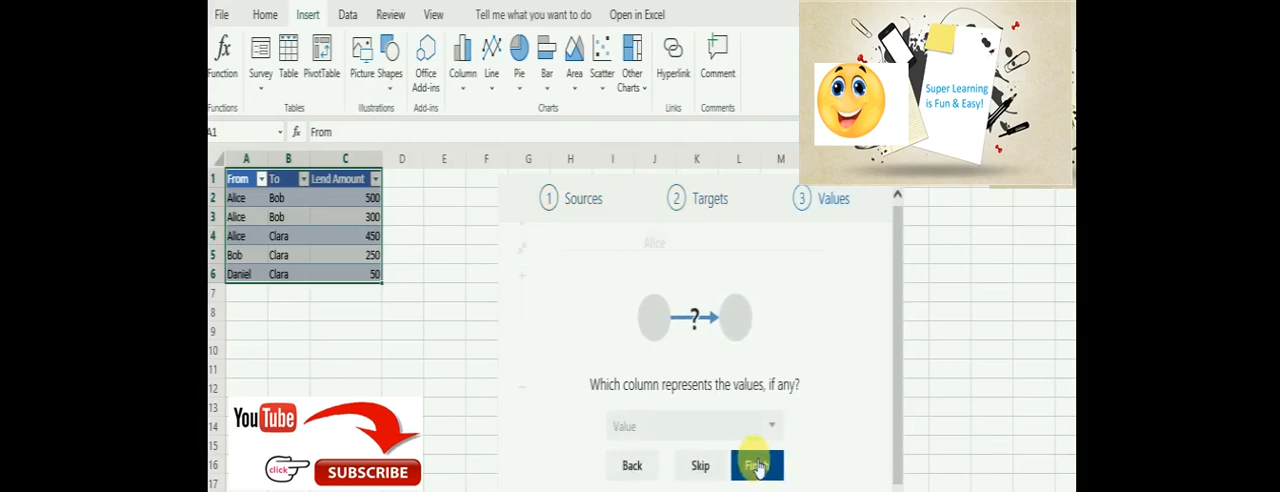 File Home Insert Data Review View Tell me what you want to do Open in Excel
fx
Function Survey Table PivotTable Picture Shapes Office Add-ins Column Line Pie Bar Area Scatter Other Charts Hyperlink Comment
Functions Tables Illustrations Add-ins Charts Links Comments
Super Learning
is Fun & Easy!
A1 fx From
A B C D E F G H I J K L M
1 From To Lend Amount
2 Alice Bob 500
3 Alice Bob 300
4 Alice Clara 450
5 Bob Clara 250
6 Daniel Clara 50
7
8
9
10
11
12
13
14
15
16
17
1 Sources 2 Targets 3 Values
Alice
?
Which column represents the values, if any?
Value
Back Skip
YouTube
click SUBSCRIBE